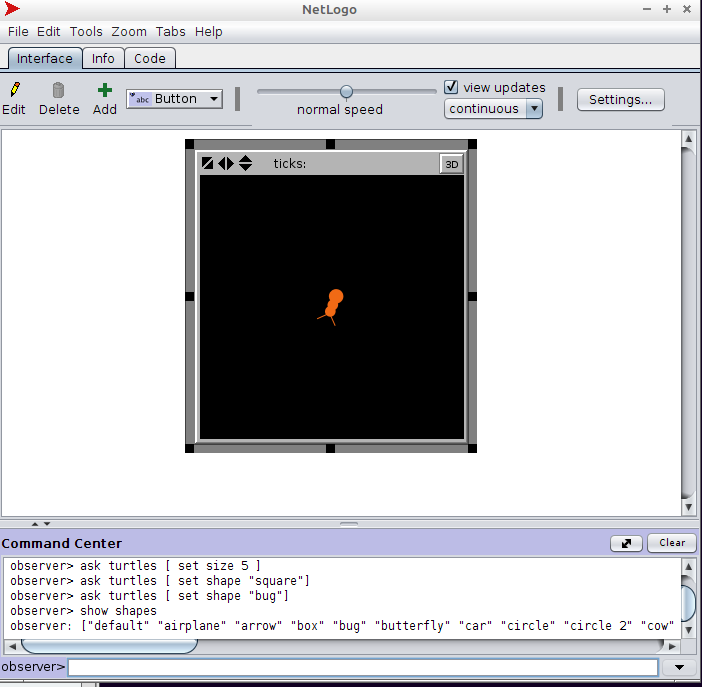 NetLogo
File Edit Tools Zoom Tabs Help
Interface Info Code
Edit Delete Add abc Button normal speed view updates continuous Settings...
ticks: 3D
Command Center Clear
observer> ask turtles [ set size 5 ]
observer> ask turtles [ set shape "square"]
observer> ask turtles [ set shape "bug"]
observer> show shapes
observer: ["default" "airplane" "arrow" "box" "bug" "butterfly" "car" "circle" "circle 2" "cow"
observer>